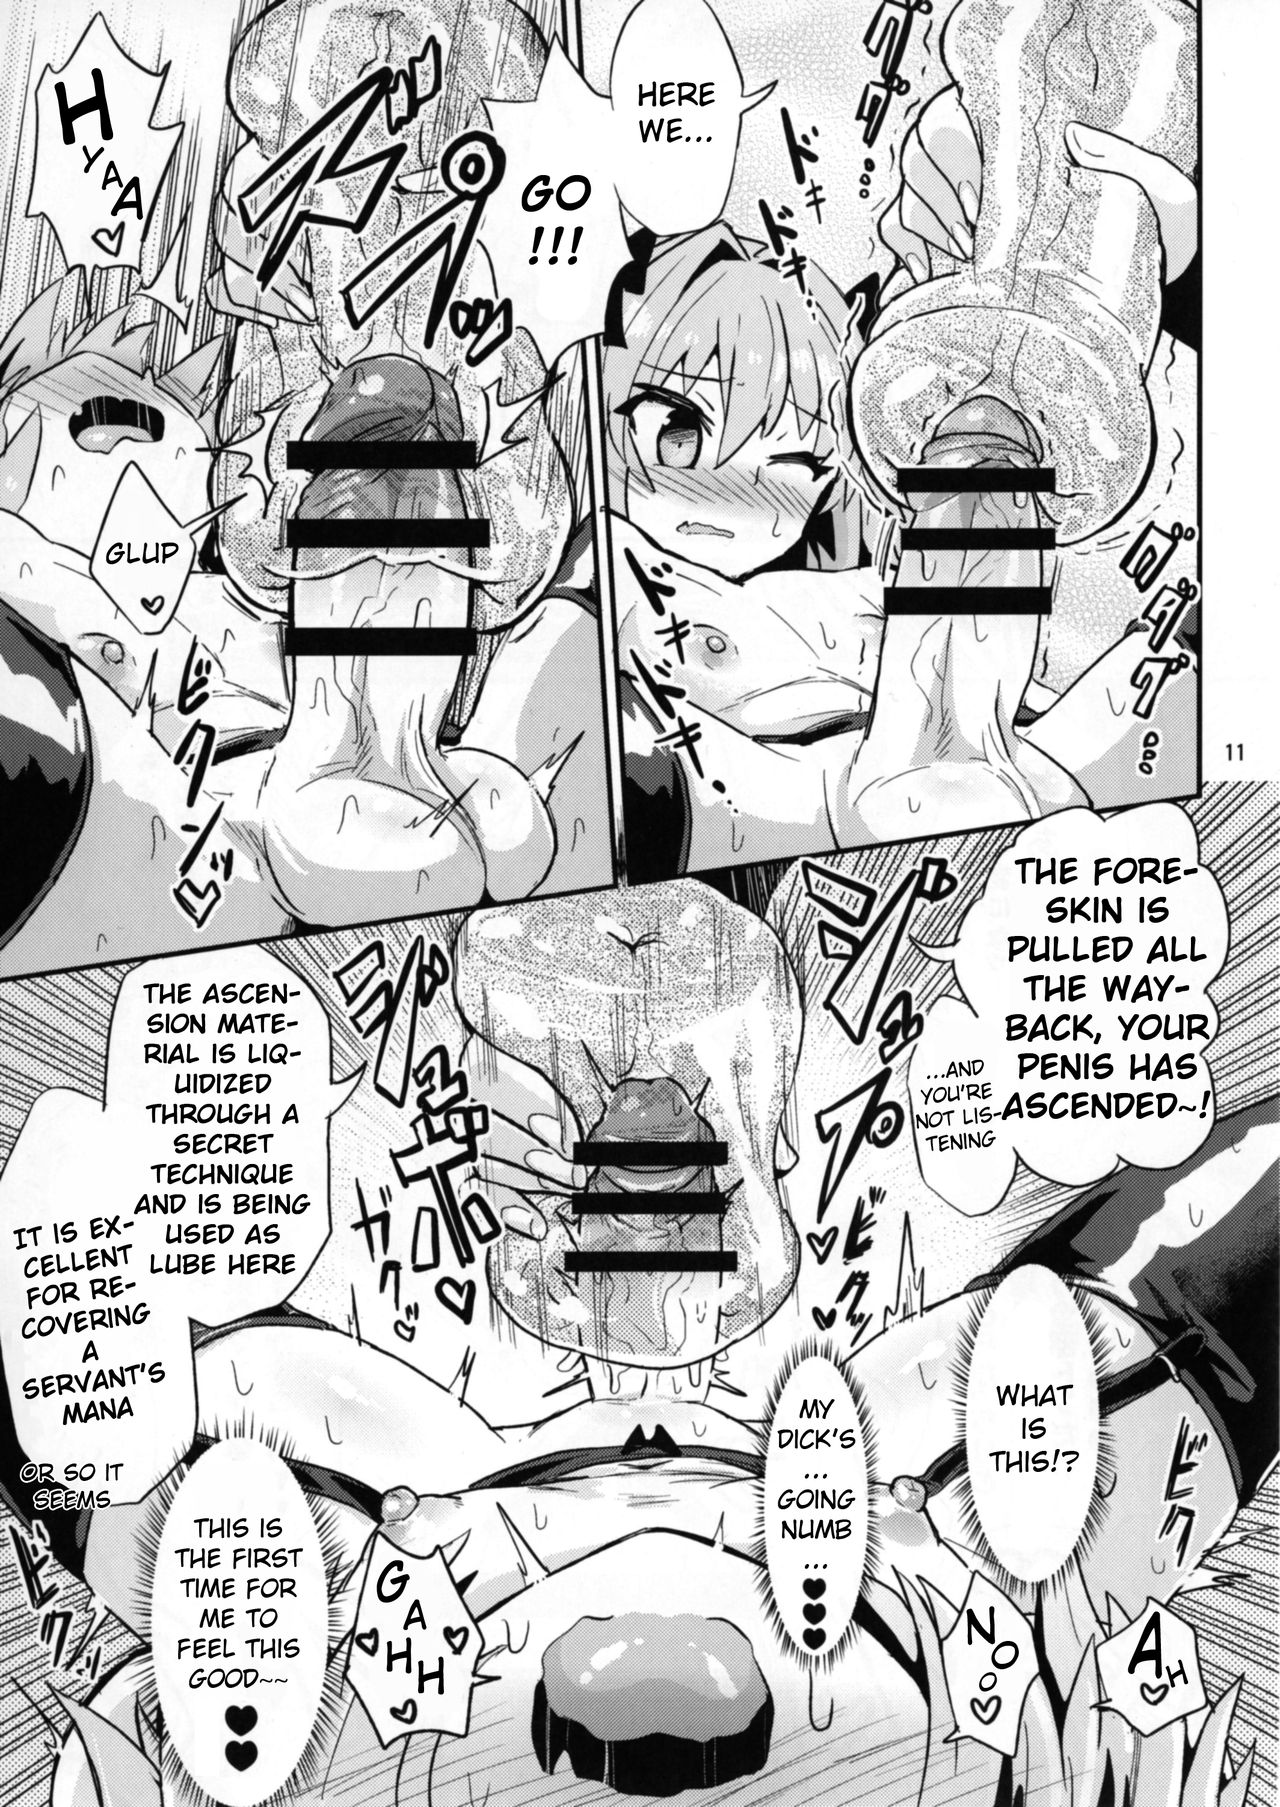 HERE
WE...
GO
!!!
HYAA♡
GLUP
♡
ドキドキ...
ドキドキ
ビクン
11
THE FORE-
SKIN IS
PULLED ALL
THE WAY-
BACK, YOUR
PENIS HAS
ASCENDED~!
...AND
YOU'RE
NOT LIS-
TENING
THE ASCEN-
SION MATE-
RIAL IS LIQ-
UIDIZED
THROUGH A
SECRET
TECHNIQUE
AND IS BEING
USED AS
LUBE HERE
IT IS EX-
CELLENT
FOR RE-
COVERING
A
SERVANT'S
MANA
OR SO IT
SEEMS
WHAT
IS
THIS!?
MY
DICK'S
...
GOING
NUMB
...
♥
♥
♥
THIS IS
THE FIRST
TIME FOR
ME TO
FEEL THIS
GOOD~~
♥
♥
GAHH
NO
AH